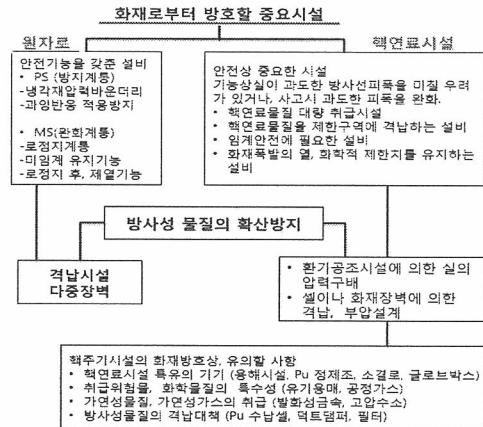 화재로부터 방호할 중요시설
원자로
핵연료시설
안전기능을 갖춘 설비
• PS (방지계통)
-냉각재압력바운더리
-과잉반응 적용방지
• MS(완화계통)
-로정지계통
-미임계 유지기능
-로정지 후, 제열기능
안전상 중요한 시설
기능상실이 과도한 방사선피폭을 미칠 우려
가 있거나, 사고시 과도한 피폭을 완화.
• 핵연료물질 대량 취급시설
• 핵연료물질을 제한구역에 격납하는 설비
• 임계안전에 필요한 설비
• 화재폭발의 열, 화학적 제한치를 유지하는
설비
방사성 물질의 확산방지
격납시설
다중장벽
• 환기공조시설에 의한 실의
압력구배
• 셀이나 화재장벽에 의한
격납, 부압설계
핵주기시설의 화재방호상, 유의할 사항
• 핵연료시설 특유의 기기 (용해시설, Pu 정제조, 소결로, 글로브박스)
• 취급위험물, 화학물질의 특수성 (유기용매, 공정가스)
• 가연성물질, 가연성가스의 취급 (발화성금속, 고압수소)
• 방사성물질의 격납대책 (Pu 수납셀, 덕트댐퍼, 필터)